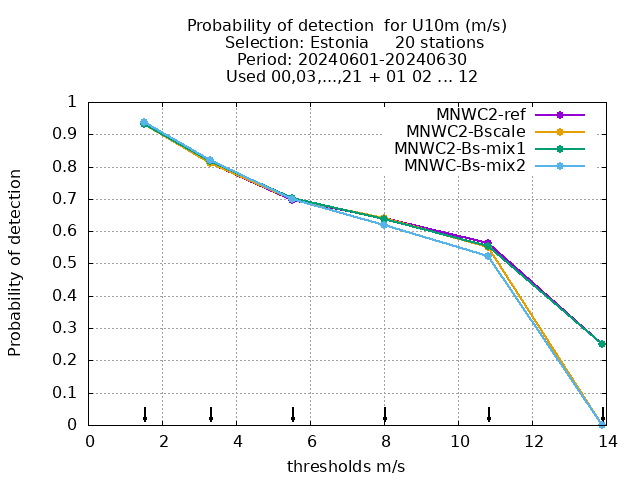 Probability of detection  for U10m (m/s)
Selection: Estonia     20 stations
Period: 20240601-20240630
Used 00,03,...,21 + 01 02 ... 12
MNWC2-ref
MNWC2-Bscale
MNWC2-Bs-mix1
MNWC-Bs-mix2
Probability of detection
1
0.9
0.8
0.7
0.6
0.5
0.4
0.3
0.2
0.1
0
0 2 4 6 8 10 12 14
thresholds m/s